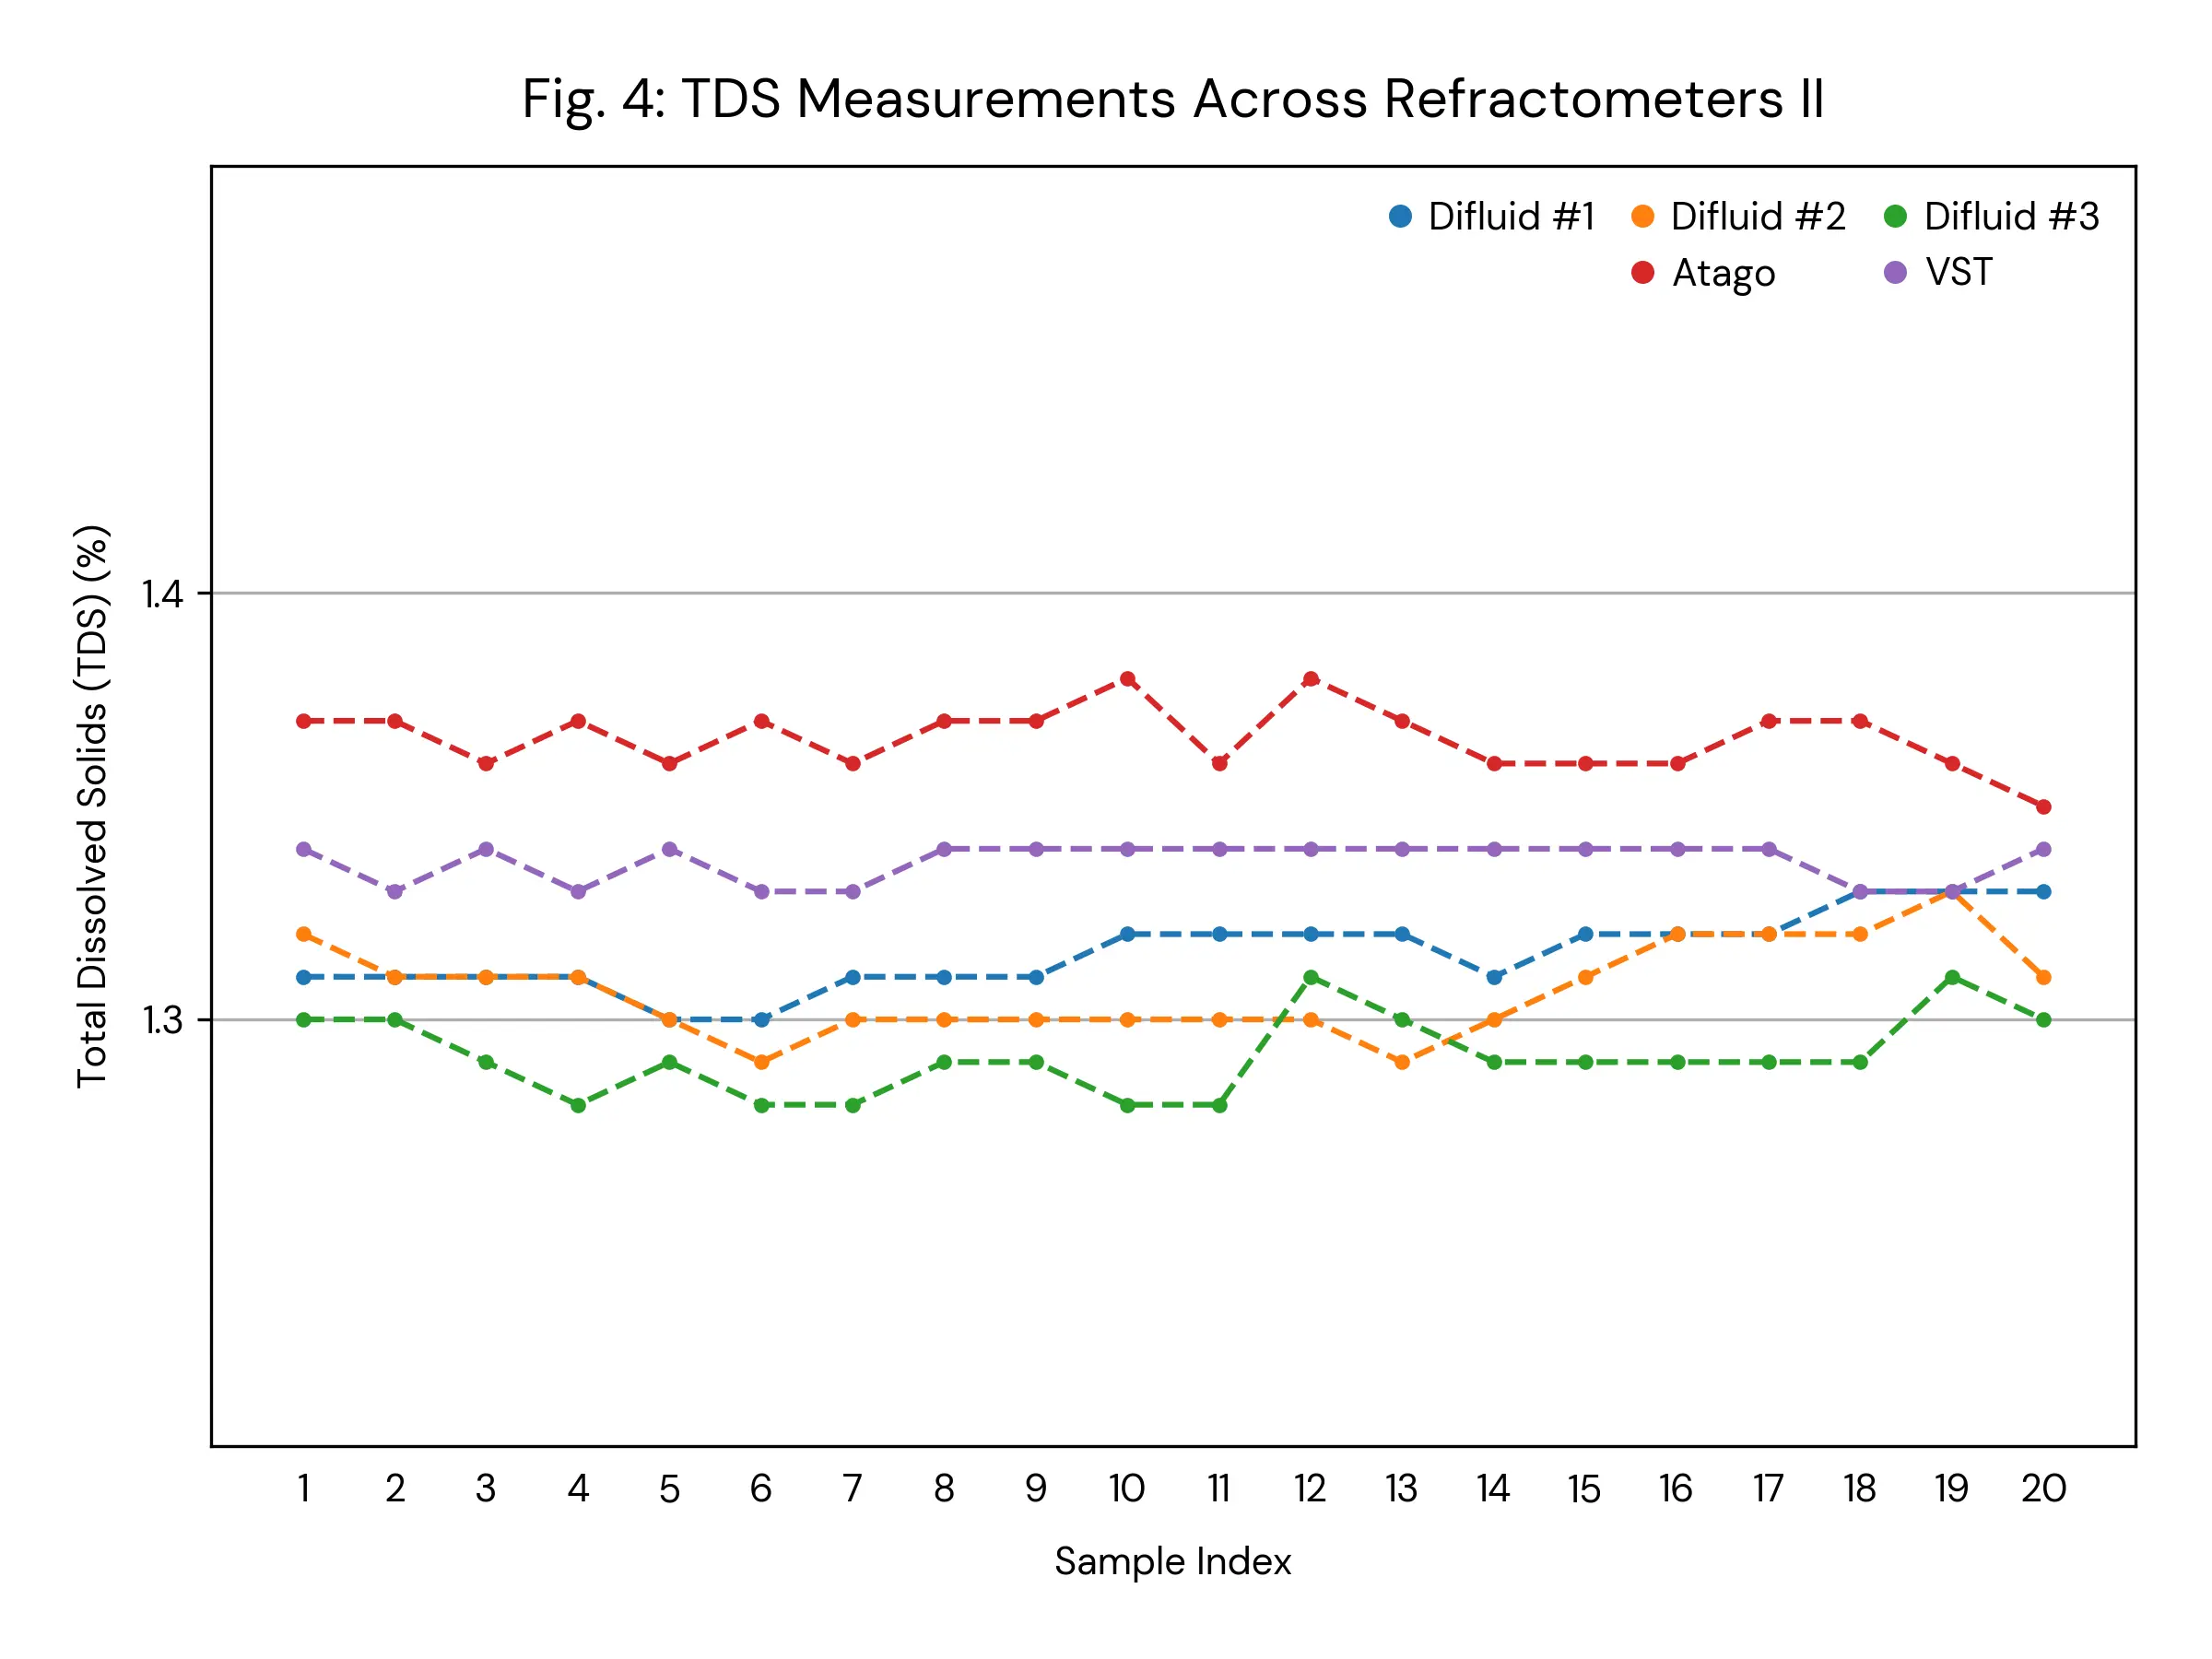 Fig. 4: TDS Measurements Across Refractometers II
Difluid #1 Difluid #2 Difluid #3
Atago VST
Total Dissolved Solids (TDS) (%)
1.4
1.3
1 2 3 4 5 6 7 8 9 10 11 12 13 14 15 16 17 18 19 20
Sample Index